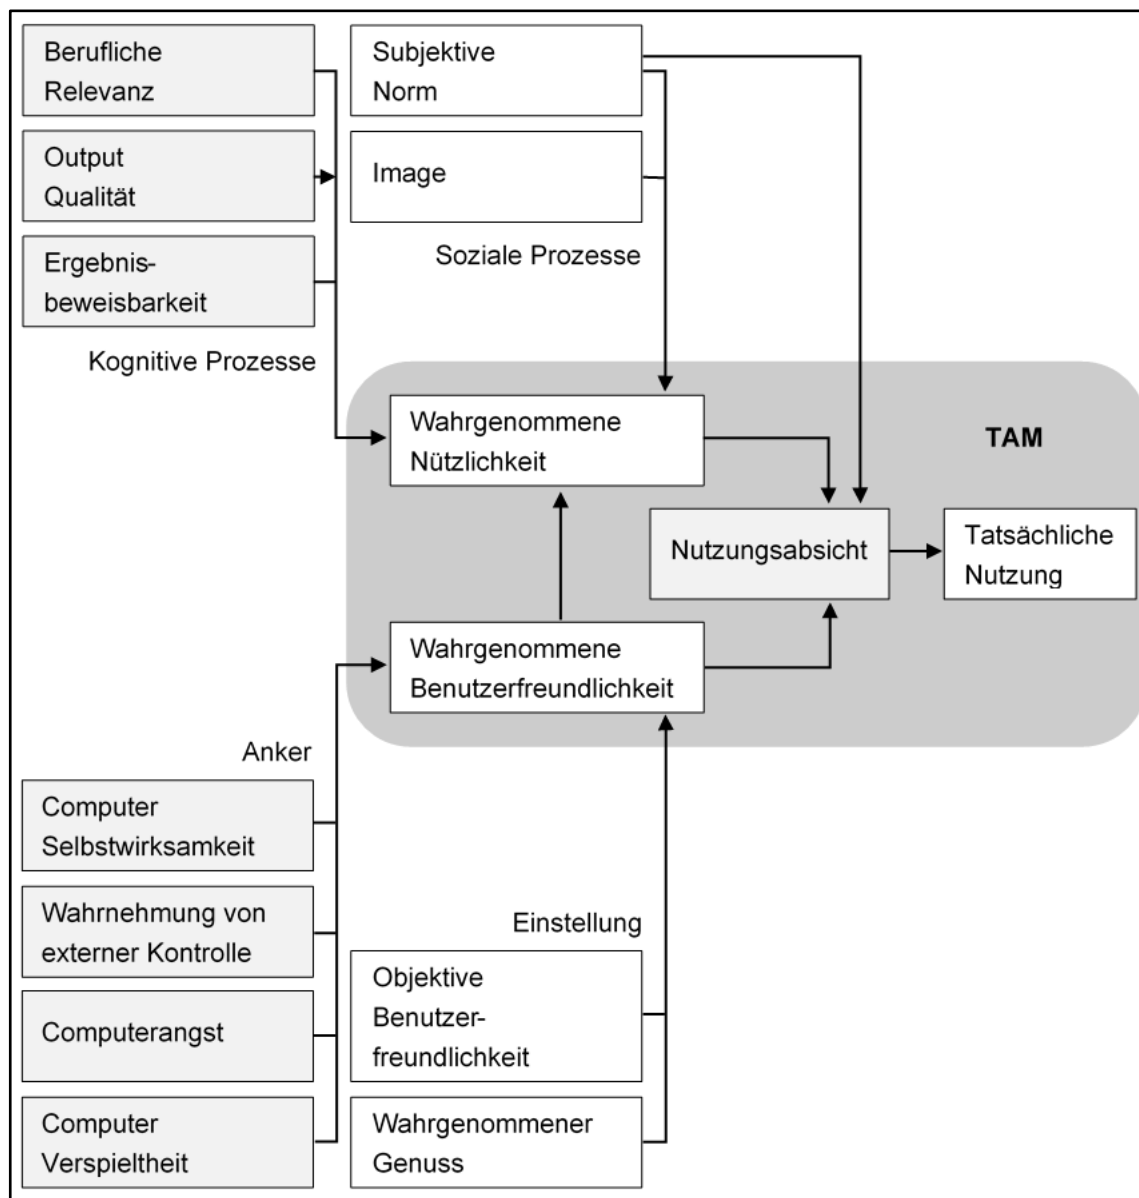 Berufliche
Relevanz
Output
Qualität
Ergebnis-
beweisbarkeit
Kognitive Prozesse
Subjektive
Norm
Image
Soziale Prozesse
TAM
Wahrgenommene
Nützlichkeit
Nutzungsabsicht
Tatsächliche
Nutzung
Wahrgenommene
Benutzerfreundlichkeit
Anker
Computer
Selbstwirksamkeit
Wahrnehmung von
externer Kontrolle
Computerangst
Computer
Verspieltheit
Einstellung
Objektive
Benutzer-
freundlichkeit
Wahrgenommener
Genuss